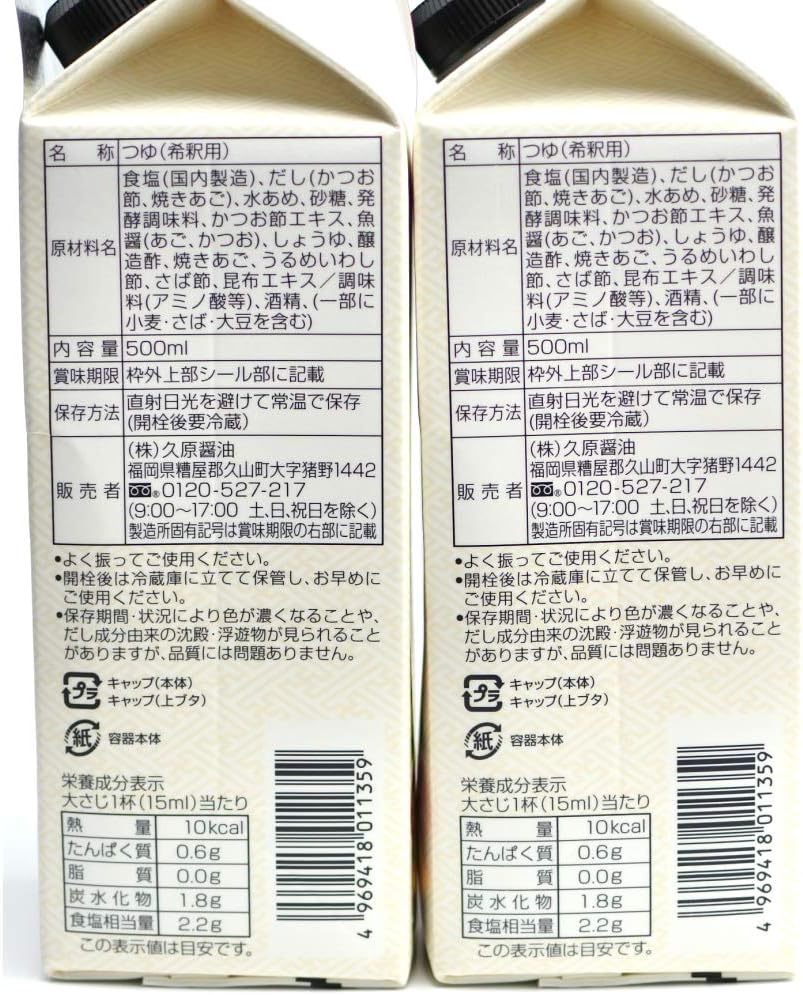 名 称 つゆ(希釈用)
原材料名
食塩(国内製造)、だし(かつお
節、焼きあご)、水あめ、砂糖、発
酵調味料、かつお節エキス、魚
醤(あご、かつお)、しょうゆ、醸
造酢、焼きあご、うるめいわし
節、さば節、昆布エキス／調味
料(アミノ酸等)、酒精、(一部に
小麦・さば・大豆を含む)
内容量 500ml
賞味期限 枠外上部シール部に記載
保存方法
直射日光を避けて常温で保存
(開栓後要冷蔵)
販売者
(株)久原醤油
福岡県糟屋郡久山町大字猪野1442
0120-527-217
(9:00〜17:00 土、日、祝日を除く)
製造所固有記号は賞味期限の右部に記載
•よく振ってご使用ください。
•開栓後は冷蔵庫に立てて保管し、お早めに
ご使用ください。
•保存期間・状況により色が濃くなることや、
だし成分由来の沈殿・浮遊物が見られること
がありますが、品質には問題ありません。
プラ
キャップ(本体)
キャップ(上ブタ)
紙 容器本体
栄養成分表示
大さじ1杯(15ml)当たり
熱量 10kcal
たんぱく質 0.6g
脂質 0.0g
炭水化物 1.8g
食塩相当量 2.2g
この表示値は目安です。
4 969418 011359
名 称 つゆ(希釈用)
原材料名
食塩(国内製造)、だし(かつお
節、焼きあご)、水あめ、砂糖、発
酵調味料、かつお節エキス、魚
醤(あご、かつお)、しょうゆ、醸
造酢、焼きあご、うるめいわし
節、さば節、昆布エキス／調味
料(アミノ酸等)、酒精、(一部に
小麦・さば・大豆を含む)
内容量 500ml
賞味期限 枠外上部シール部に記載
保存方法
直射日光を避けて常温で保存
(開栓後要冷蔵)
販売者
(株)久原醤油
福岡県糟屋郡久山町大字猪野1442
0120-527-217
(9:00〜17:00 土、日、祝日を除く)
製造所固有記号は賞味期限の右部に記載
•よく振ってご使用ください。
•開栓後は冷蔵庫に立てて保管し、お早めに
ご使用ください。
•保存期間・状況により色が濃くなることや、
だし成分由来の沈殿・浮遊物が見られること
がありますが、品質には問題ありません。
プラ
キャップ(本体)
キャップ(上ブタ)
紙 容器本体
栄養成分表示
大さじ1杯(15ml)当たり
熱量 10kcal
たんぱく質 0.6g
脂質 0.0g
炭水化物 1.8g
食塩相当量 2.2g
この表示値は目安です。
4 969418 011359